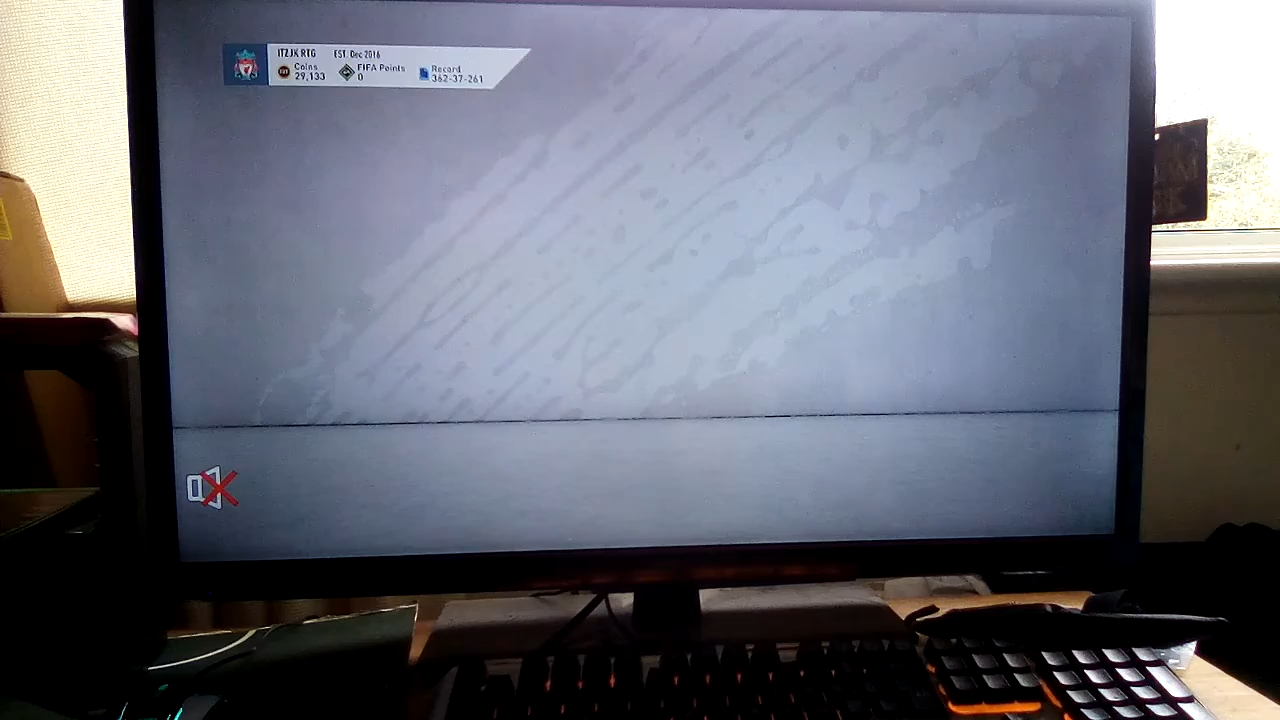 ITZJK RTG EST. Dec 2016
Coins FIFA Points Record
29,133 0 362-37-261